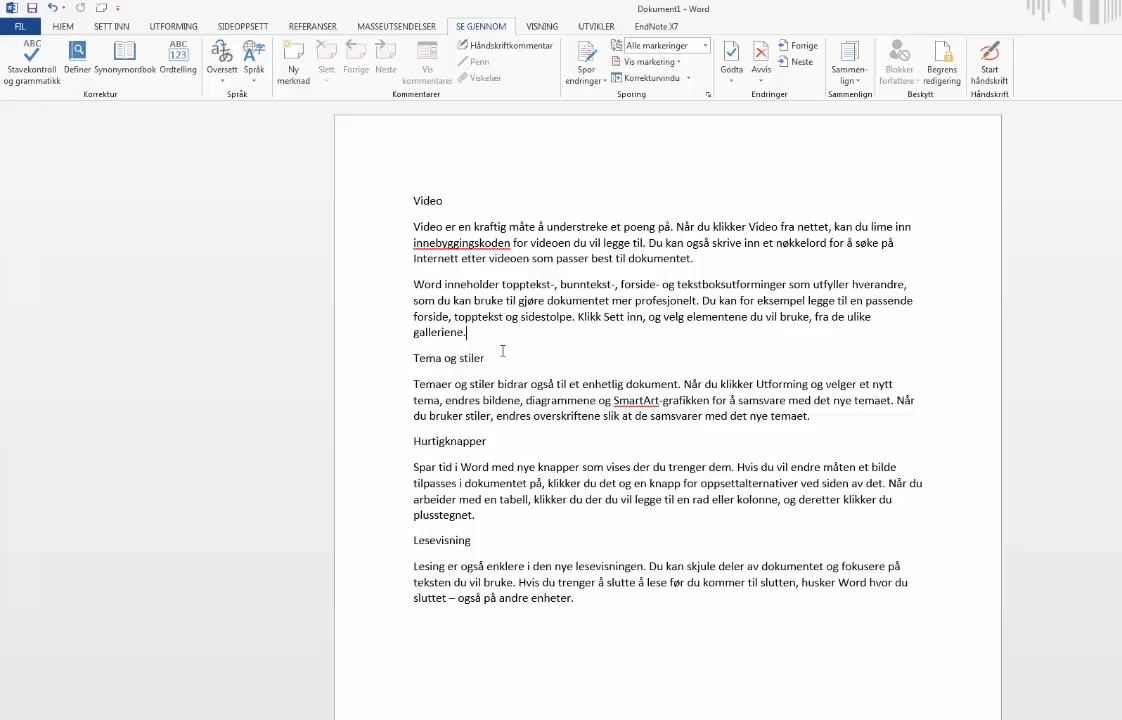 Dokument1 - Word
FIL HJEM SETT INN UTFORMING SIDEOPPSETT REFERANSER MASSEUTSENDELSER SE GJENNOM VISNING UTVIKLER EndNote X7
ABC
Stavekontroll
og grammatikk
Definer
Synonymordbok
ABC
123
Ordtelling
Korrektur
Oversett
Språk
Språk
Ny
merknad
Slett
Forrige
Neste
Vis
kommentarer
Håndskriftkommentar
Penn
Viskelær
Kommentarer
Spor
endringer
Alle markeringer
Vis markering
Korrekturvindu
Sporing
Godta
Avvis
Forrige
Neste
Endringer
Sammen-
lign
Sammenlign
Blokker
forfattere
Begrens
redigering
Beskytt
Start
håndskrift
Håndskrift
Video
Video er en kraftig måte å understreke et poeng på. Når du klikker Video fra nettet, kan du lime inn
innebyggingskoden for videoen du vil legge til. Du kan også skrive inn et nøkkelord for å søke på
Internett etter videoen som passer best til dokumentet.
Word inneholder topptekst-, bunntekst-, forside- og tekstboksutforminger som utfyller hverandre,
som du kan bruke til gjøre dokumentet mer profesjonelt. Du kan for eksempel legge til en passende
forside, topptekst og sidestolpe. Klikk Sett inn, og velg elementene du vil bruke, fra de ulike
galleriene.
Tema og stiler
Temaer og stiler bidrar også til et enhetlig dokument. Når du klikker Utforming og velger et nytt
tema, endres bildene, diagrammene og SmartArt-grafikken for å samsvare med det nye temaet. Når
du bruker stiler, endres overskriftene slik at de samsvarer med det nye temaet.
Hurtigknapper
Spar tid i Word med nye knapper som vises der du trenger dem. Hvis du vil endre måten et bilde
tilpasses i dokumentet på, klikker du det og en knapp for oppsettalternativer ved siden av det. Når du
arbeider med en tabell, klikker du der du vil legge til en rad eller kolonne, og deretter klikker du
plusstegnet.
Lesevisning
Lesing er også enklere i den nye lesevisningen. Du kan skjule deler av dokumentet og fokusere på
teksten du vil bruke. Hvis du trenger å slutte å lese før du kommer til slutten, husker Word hvor du
sluttet – også på andre enheter.